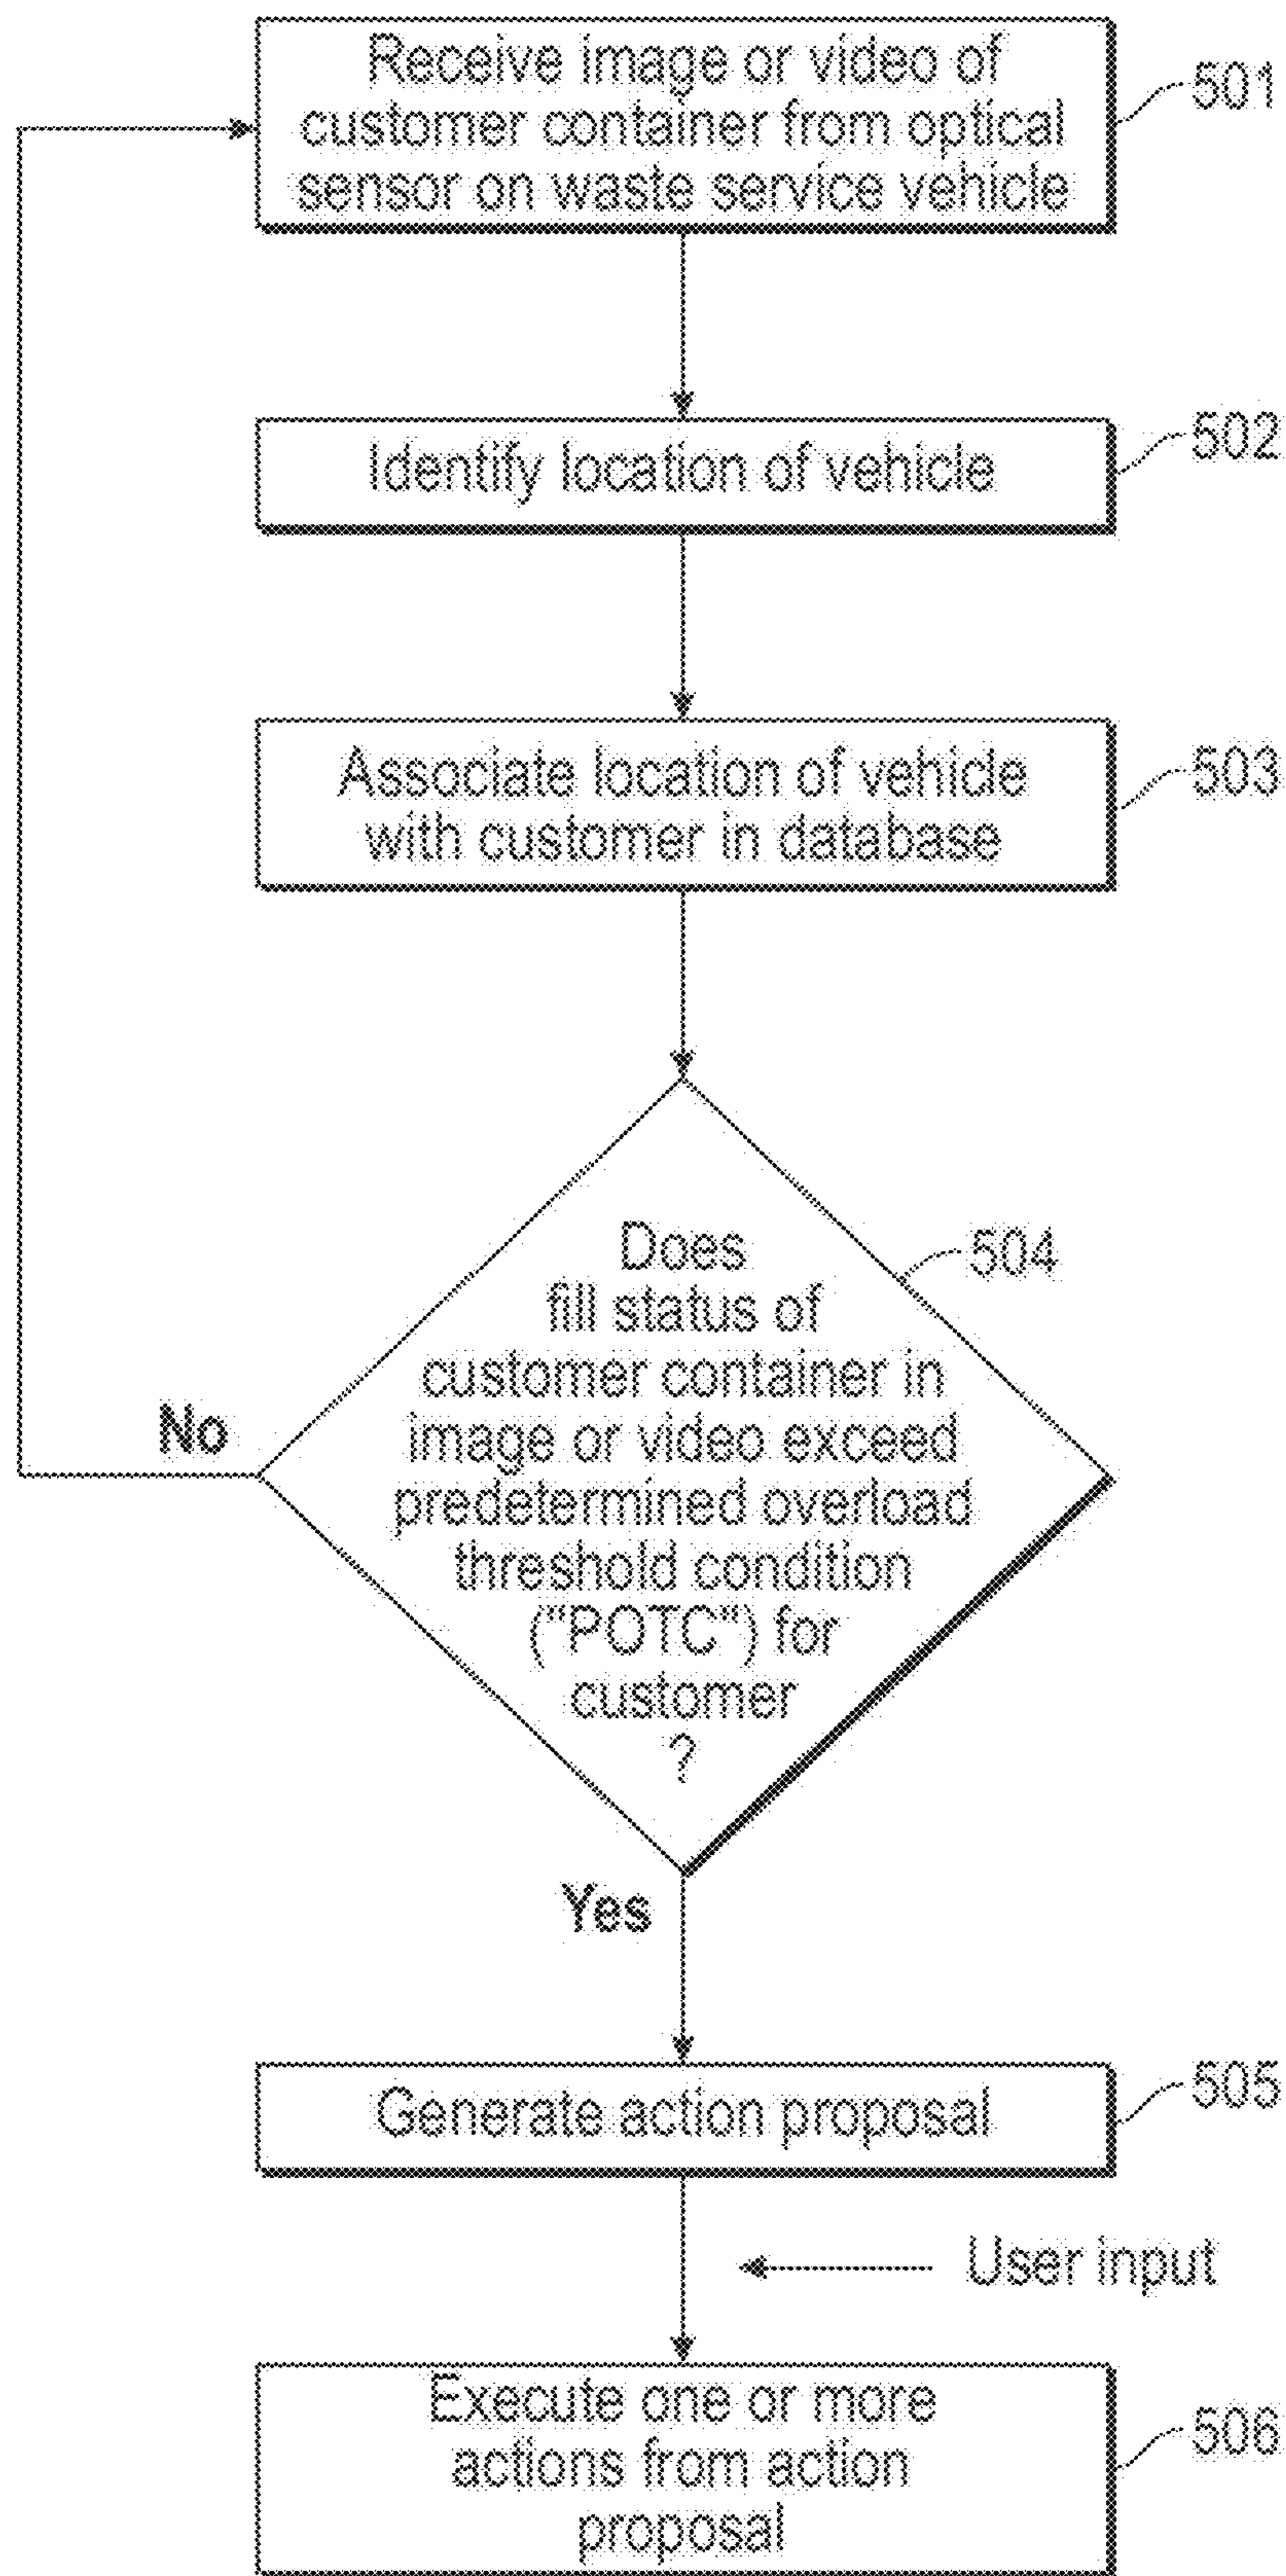 Receive image or video of
customer container from optical
sensor on waste service vehicle
501
Identify location of vehicle
502
Associate location of vehicle
with customer in database
503
Does
fill status of
customer container in
image or video exceed
predetermined overload
threshold condition
("POTC") for
customer
?
504
No
Yes
Generate action proposal
505
User input
Execute one or more
actions from action
proposal
506